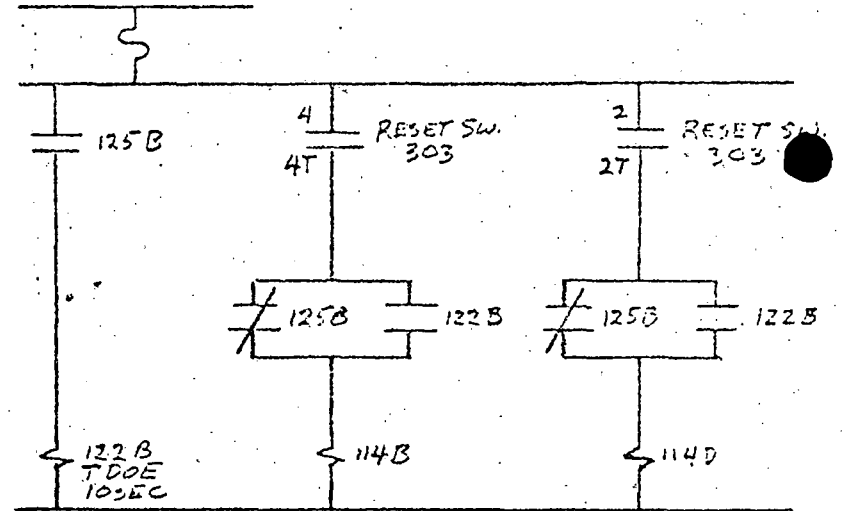 125B
4
RESET SW.
303
4T
2
RESET SW.
303
2T
125B
122B
125B
122B
122B
TDOE
10SEC
114B
114D